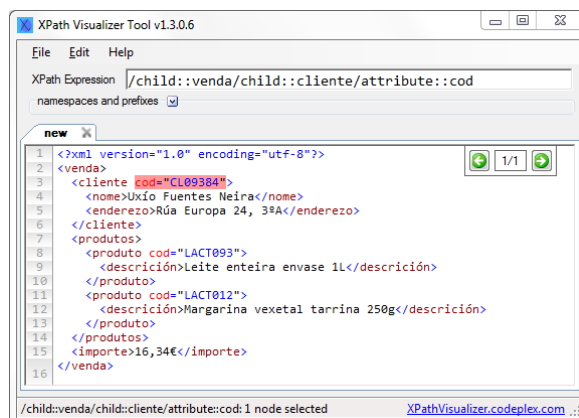 XPath Visualizer Tool v1.3.0.6
File Edit Help
XPath Expression /child::venda/child::cliente/attribute::cod
namespaces and prefixes
new
1/1
1 <?xml version="1.0" encoding="utf-8"?>
2 <venda>
3 <cliente cod="CL09384">
4 <nome>Uxío Fuentes Neira</nome>
5 <enderezo>Rúa Europa 24, 3ªA</enderezo>
6 </cliente>
7 <produtos>
8 <produto cod="LACT093">
9 <descrición>Leite enteira envase 1L</descrición>
10 </produto>
11 <produto cod="LACT012">
12 <descrición>Margarina vexetal tarrina 250g</descrición>
13 </produto>
14 </produtos>
15 <importe>16,34€</importe>
16 </venda>
/child::venda/child::cliente/attribute::cod: 1 node selected XPathVisualizer.codeplex.com